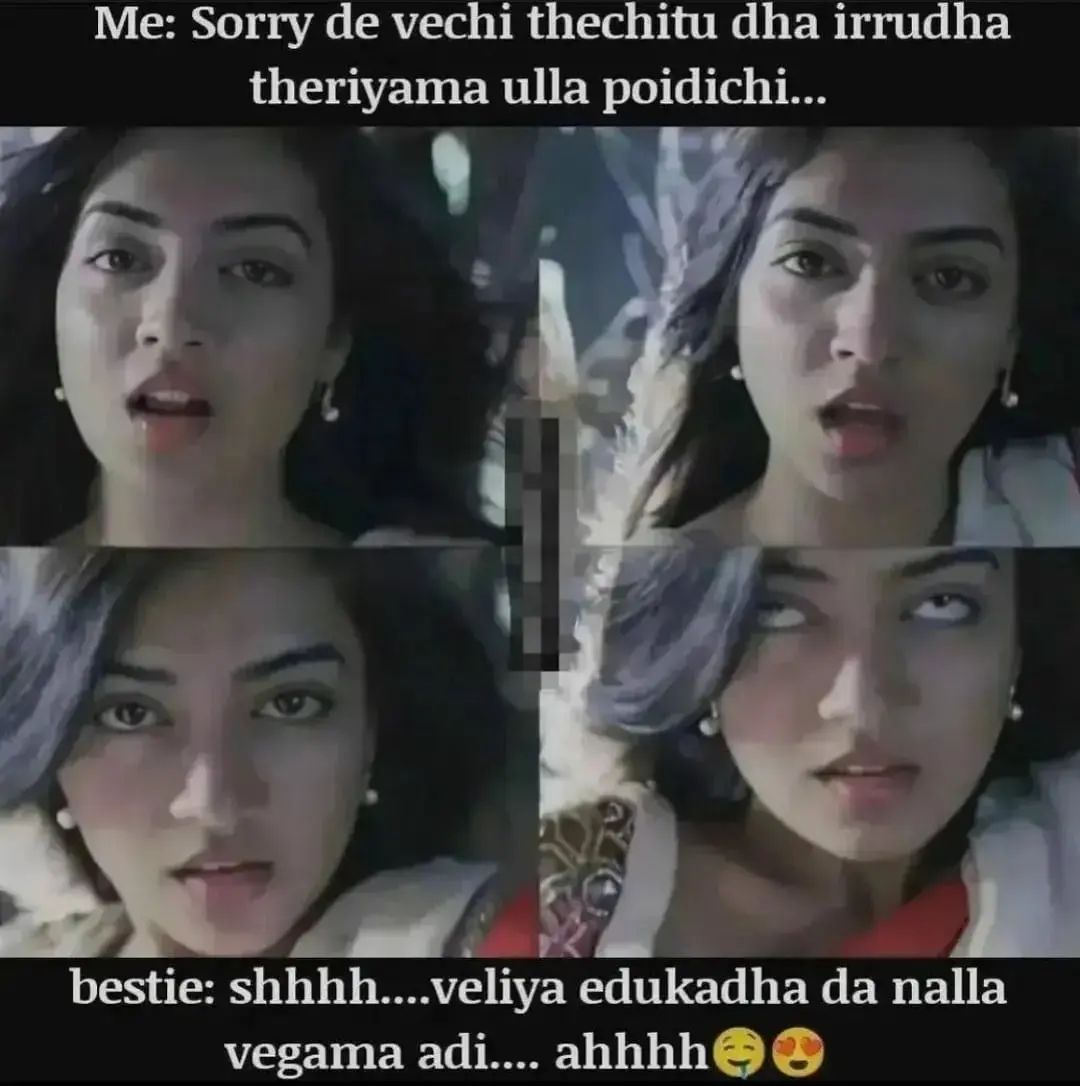 Me: Sorry de vechi thechitu dha irrudha
theriyama ulla poidichi...
bestie: shhhh....veliya edukadha da nalla
vegama adi.... ahhhh🤤😍